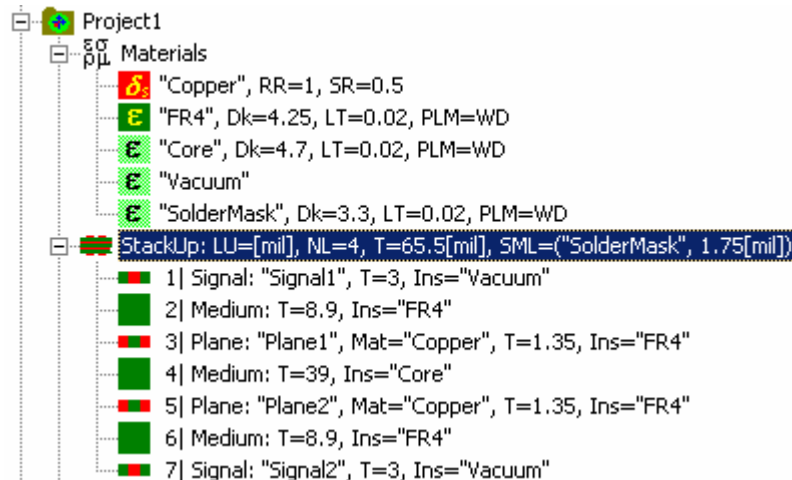 Project1
εσ ρμ Materials
δs "Copper", RR=1, SR=0.5
ε "FR4", Dk=4.25, LT=0.02, PLM=WD
ε "Core", Dk=4.7, LT=0.02, PLM=WD
ε "Vacuum"
ε "SolderMask", Dk=3.3, LT=0.02, PLM=WD
StackUp: LU=[mil], NL=4, T=65.5[mil], SML=("SolderMask", 1.75[mil])
1| Signal: "Signal1", T=3, Ins="Vacuum"
2| Medium: T=8.9, Ins="FR4"
3| Plane: "Plane1", Mat="Copper", T=1.35, Ins="FR4"
4| Medium: T=39, Ins="Core"
5| Plane: "Plane2", Mat="Copper", T=1.35, Ins="FR4"
6| Medium: T=8.9, Ins="FR4"
7| Signal: "Signal2", T=3, Ins="Vacuum"